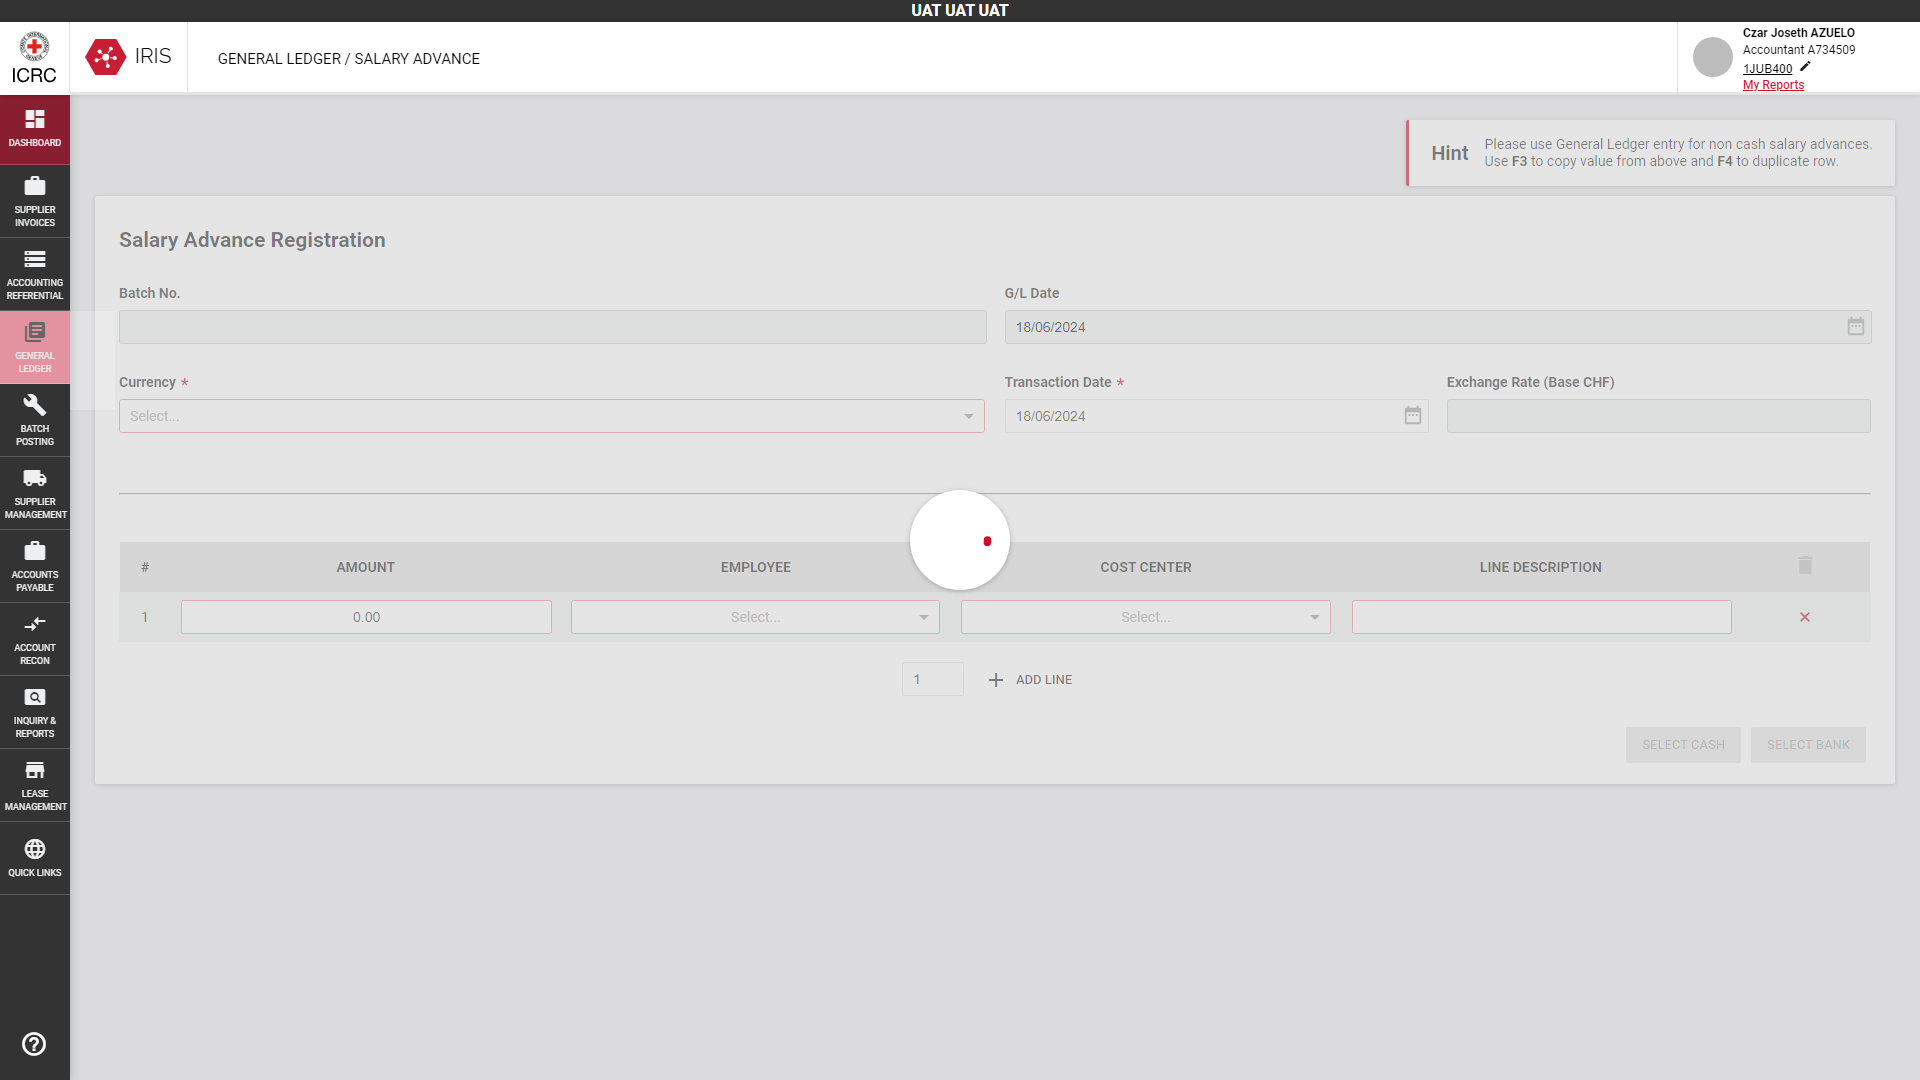 UAT UAT UAT
ICRC
IRIS
GENERAL LEDGER / SALARY ADVANCE
Czar Joseth AZUELO
Accountant A734509
1JUB400
My Reports
DASHBOARD
SUPPLIER
INVOICES
ACCOUNTING
REFERENTIAL
GENERAL
LEDGER
BATCH
POSTING
SUPPLIER
MANAGEMENT
ACCOUNTS
PAYABLE
ACCOUNT
RECON
INQUIRY &
REPORTS
LEASE
MANAGEMENT
QUICK LINKS
Hint
Please use General Ledger entry for non cash salary advances.
Use F3 to copy value from above and F4 to duplicate row.
Salary Advance Registration
Batch No.
G/L Date
18/06/2024
Currency *
Transaction Date *
Exchange Rate (Base CHF)
Select...
18/06/2024
# AMOUNT EMPLOYEE COST CENTER LINE DESCRIPTION
1 0.00 Select... Select...
1 ADD LINE
SELECT CASH SELECT BANK